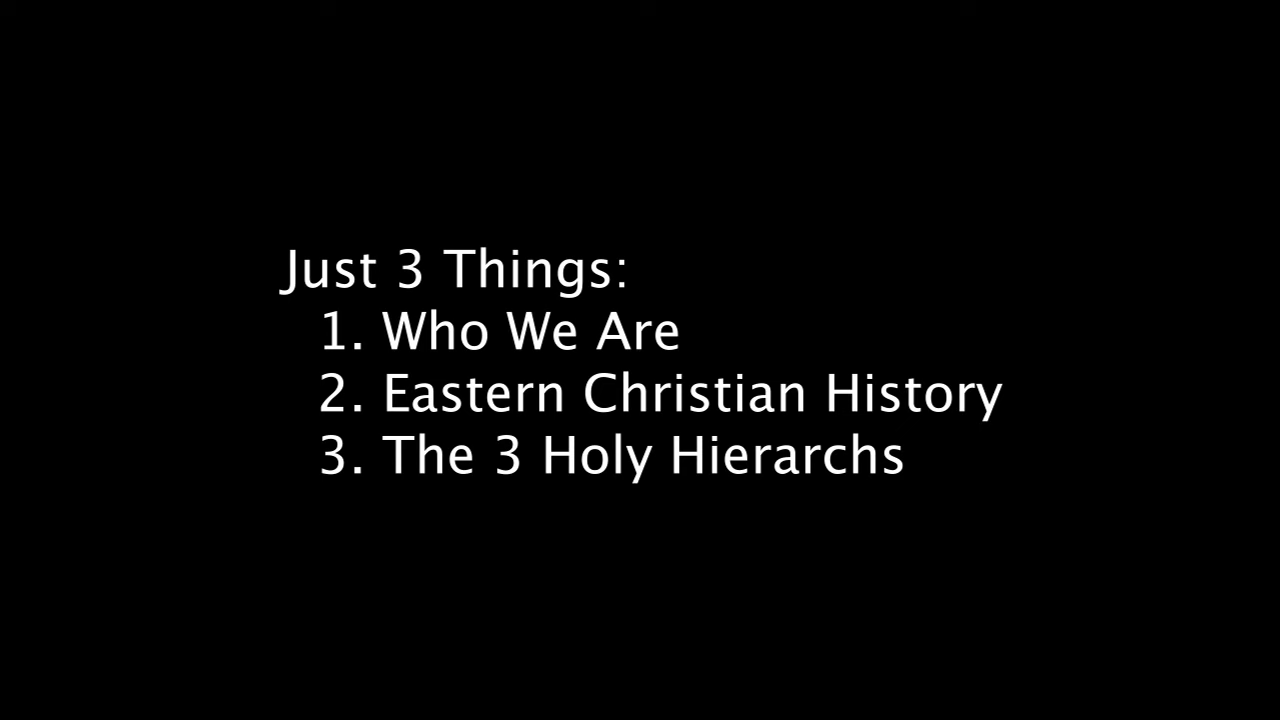 Just 3 Things:
1. Who We Are
2. Eastern Christian History
3. The 3 Holy Hierarchs